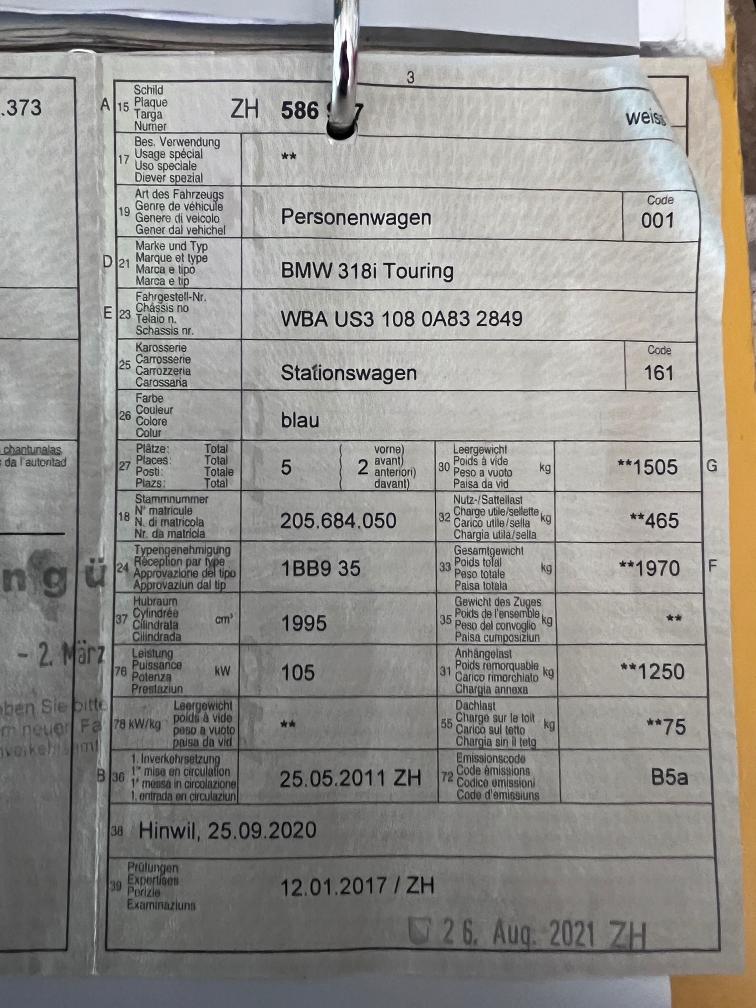 3
.373
A 15 Schild
Plaque
Targa
Numer
ZH 586 7 weiss
17 Bes. Verwendung
Usage spécial
Uso speciale
Diever spezial
**
19 Art des Fahrzeugs
Genre de véhicule
Genere di veicolo
Gener dal vehichel
Personenwagen
Code
001
D 21 Marke und Typ
Marque et type
Marca e tipo
Marca e tip
BMW 318i Touring
E 23 Fahrgestell-Nr.
Châssis no
Telaio n.
Schassis nr.
WBA US3 108 0A83 2849
25 Karosserie
Carrosserie
Carrozzeria
Carossaria
Stationswagen
Code
161
26 Farbe
Couleur
Colore
Colur
blau
27 Plätze: Total
Places: Total
Posti: Totale
Plazs: Total
5
2
vorne)
avant)
anteriori)
davant)
30 Leergewicht
Poids à vide
Peso a vuoto
Paisa da vid
kg
**1505 G
18 Stammnummer
N° matricule
N. di matricola
Nr. da matricla
205.684.050
32 Nutz-/Sattellast
Charge utile/sellette
Carico utile/sella
Chargia utila/sella
kg
**465
24 Typengenehmigung
Réception par type
Approvazione del tipo
Approvaziun dal tip
1BB9 35
33 Gesamtgewicht
Poids total
Peso totale
Paisa totala
kg
**1970 F
37 Hubraum
Cylindrée
Cilindrata
Cilindrada
cm³
1995
35 Gewicht des Zuges
Poids de l'ensemble
Peso del convoglio
Paisa cumposiziun
kg
**
76 Leistung
Puissance
Potenza
Prestaziun
kW
105
31 Anhängelast
Poids remorquable
Carico rimorchiato
Chargia annexa
kg
**1250
78 kW/kg Leergewicht
poids à vide
peso a vuoto
paisa da vid
**
55 Dachlast
Charge sur le toit
Carico sul tetto
Chargia sin il tetg
kg
**75
B 36 1. Inverkehrsetzung
1re mise en circulation
1a messa in circolazione
1. entrada en circulaziun
25.05.2011 ZH
72 Emissionscode
Code émissions
Codice emissioni
Code d'emissiuns
B5a
38 Hinwil, 25.09.2020
39 Prüfungen
Expertises
Perizie
Examinaziuns
12.01.2017 / ZH
26. Aug. 2021 ZH
chantunalas
da l'autoritad
ngü
- 2. März
ben Sie bitte
m neuer Fa